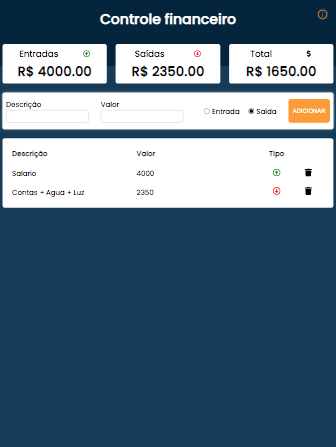 Controle financeiro
Entradas
R$ 4000.00
Saídas
R$ 2350.00
Total $
R$ 1650.00
Descrição
Valor
Entrada
Saída
ADICIONAR
Descrição Valor Tipo
Salario 4000
Contas + Agua + Luz 2350